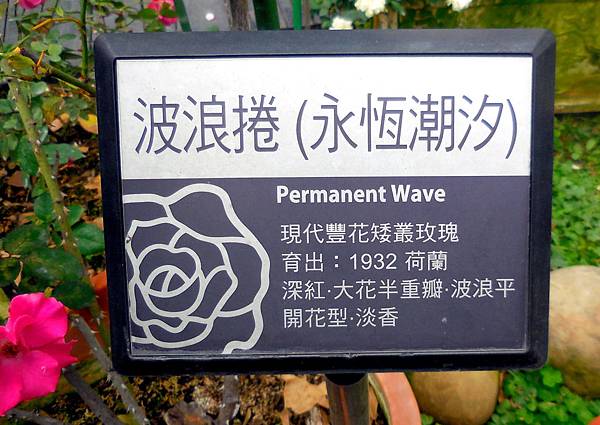 波浪捲 (永恆潮汐)
Permanent Wave
現代豐花矮叢玫瑰
育出：1932 荷蘭
深紅·大花半重瓣·波浪平
開花型·淡香